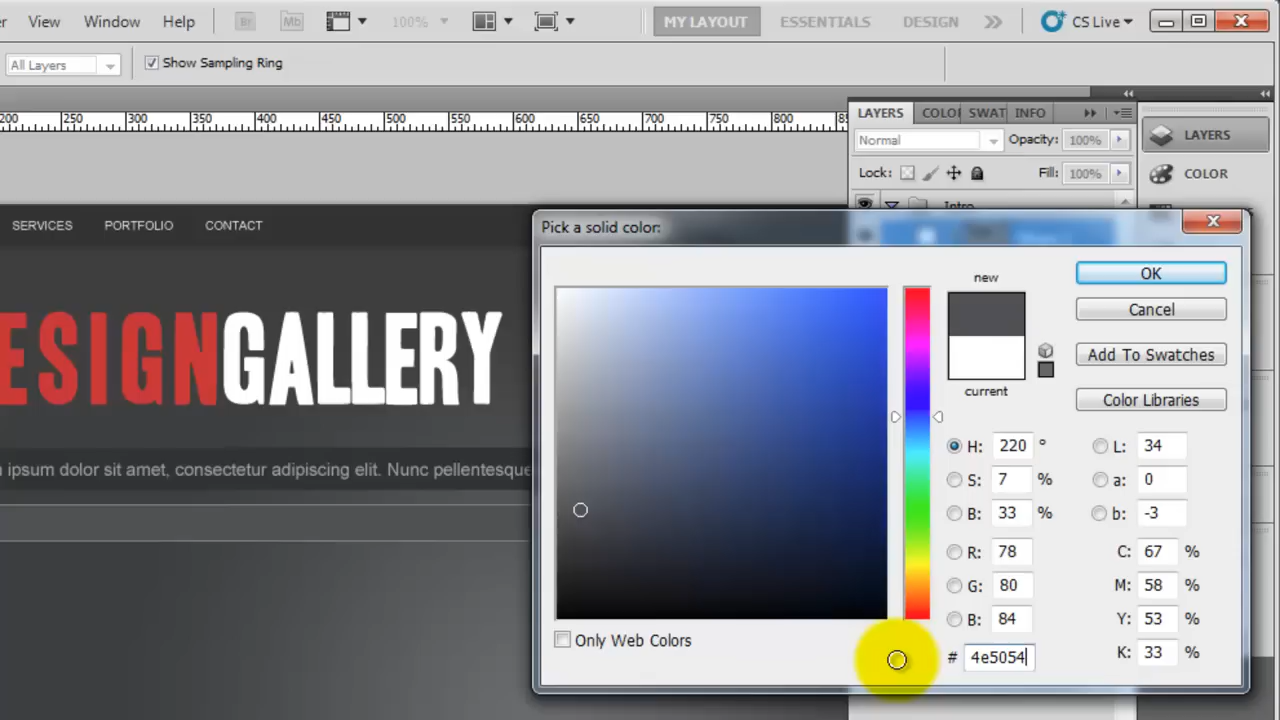 View Window Help Br Mb 100% MY LAYOUT ESSENTIALS DESIGN CS Live
All Layers Show Sampling Ring
200 250 300 350 400 450 500 550 600 650 700 750 800
LAYERS COLO SWAT INFO
LAYERS
Normal Opacity: 100%
Lock: Fill: 100%
COLOR
Intro
SERVICES PORTFOLIO CONTACT
ESIGNGALLERY
ipsum dolor sit amet, consectetur adipiscing elit. Nunc pellentesque
Pick a solid color:
new
current
OK
Cancel
Add To Swatches
Color Libraries
H: 220 °
S: 7 %
B: 33 %
R: 78
G: 80
B: 84
# 4e5054
L: 34
a: 0
b: -3
C: 67 %
M: 58 %
Y: 53 %
K: 33 %
Only Web Colors